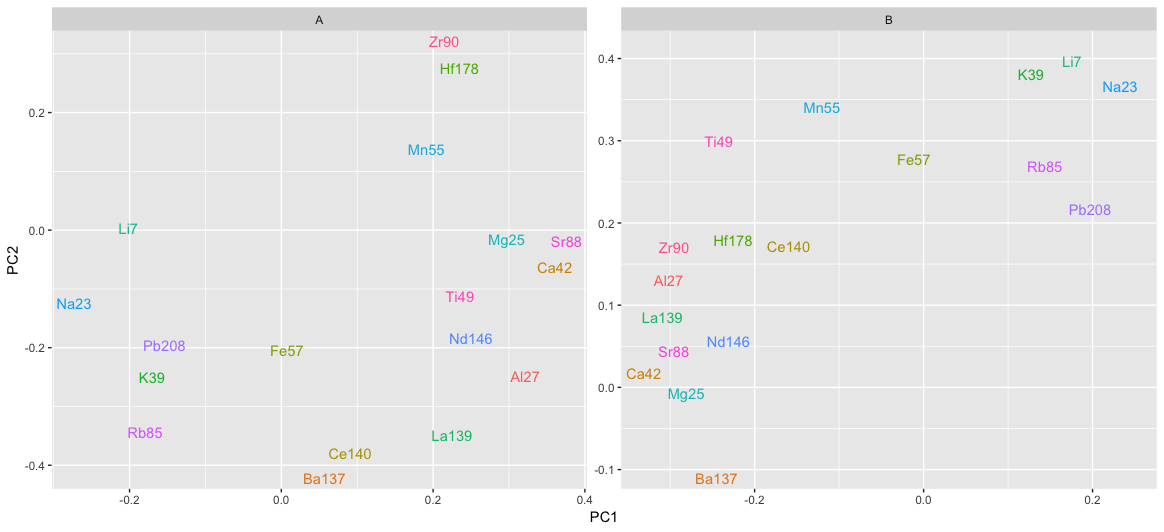 A
B
Zr90
Hf178
0.2
Mn55
Li7
0.0
Mg25
Sr88
Ca42
PC2
Ti49
Na23
Nd146
Pb208
-0.2
Fe57
K39
Al27
Rb85
La139
Ce140
-0.4
Ba137
-0.2
0.0
0.2
0.4
0.4
Li7
K39
Na23
Mn55
0.3
Ti49
Fe57
Rb85
Pb208
0.2
Hf178
Zr90
Ce140
Al27
0.1
La139
Nd146
Sr88
Ca42
0.0
Mg25
-0.1
Ba137
-0.2
0.0
0.2
PC1